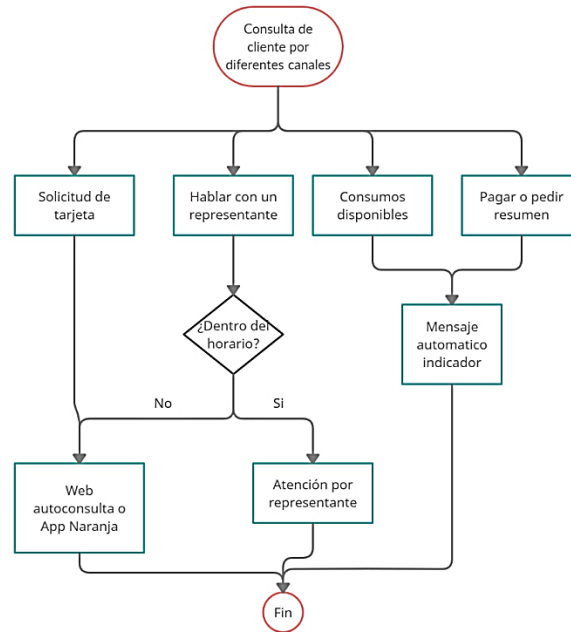 Consulta de
cliente por
diferentes canales
Solicitud de
tarjeta
Hablar con un
representante
Consumos
disponibles
Pagar o pedir
resumen
¿Dentro del
horario?
Mensaje
automatico
indicador
No
Si
Web
autoconsulta o
App Naranja
Atención por
representante
Fin